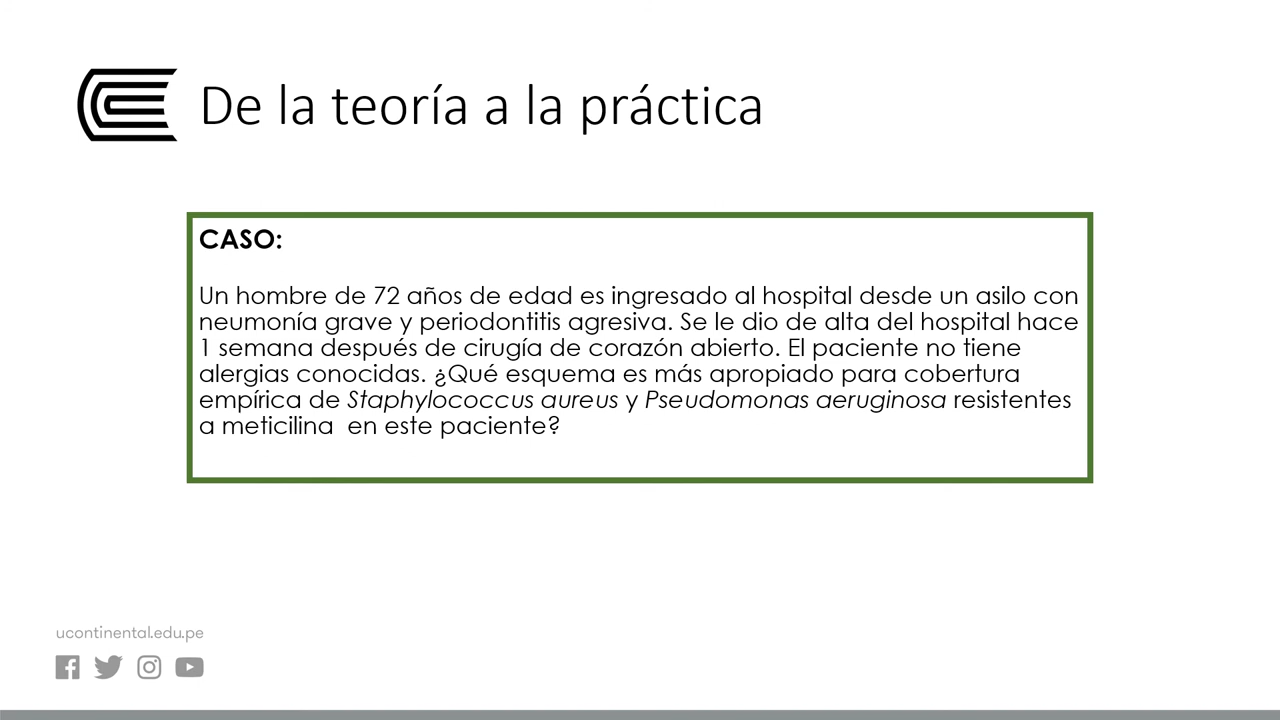 De la teoría a la práctica
CASO:
Un hombre de 72 años de edad es ingresado al hospital desde un asilo con
neumonía grave y periodontitis agresiva. Se le dio de alta del hospital hace
1 semana después de cirugía de corazón abierto. El paciente no tiene
alergias conocidas. ¿Qué esquema es más apropiado para cobertura
empírica de Staphylococcus aureus y Pseudomonas aeruginosa resistentes
a meticilina  en este paciente?
ucontinental.edu.pe